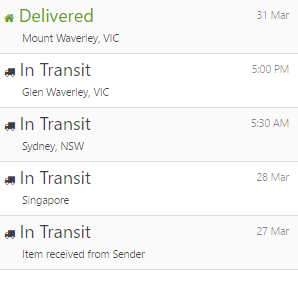 Delivered 31 Mar
Mount Waverley, VIC
In Transit 5:00 PM
Glen Waverley, VIC
In Transit 5:30 AM
Sydney, NSW
In Transit 28 Mar
Singapore
In Transit 27 Mar
Item received from Sender